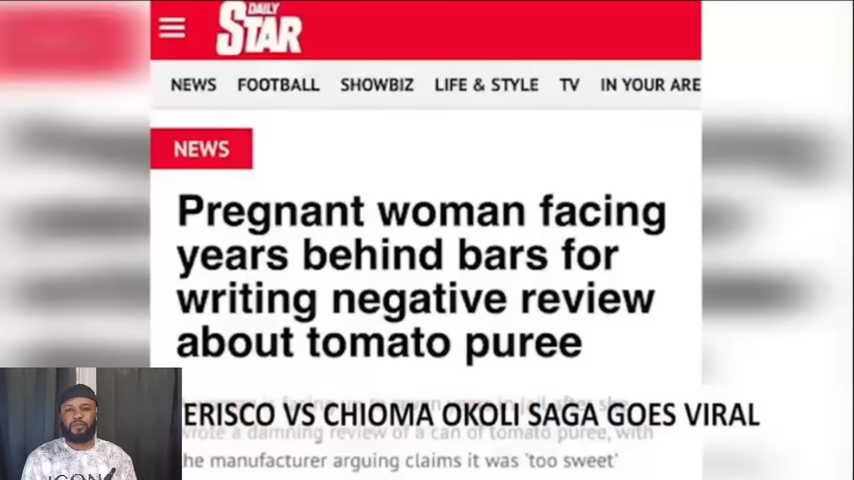 DAILY
STAR
NEWS FOOTBALL SHOWBIZ LIFE & STYLE TV IN YOUR ARE
NEWS
Pregnant woman facing
years behind bars for
writing negative review
about tomato puree
ERISCO VS CHIOMA OKOLI SAGA GOES VIRAL
wrote a damning review of a can of tomato puree, with
he manufacturer arguing claims it was 'too sweet'
ICON